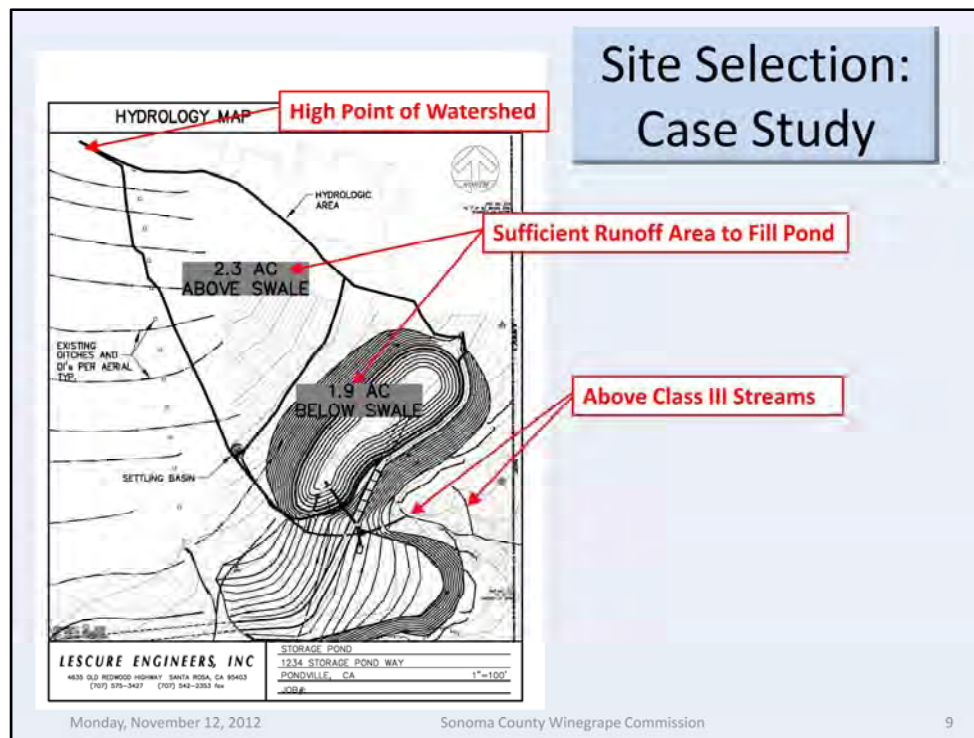 Site Selection:
Case Study
HYDROLOGY MAP
High Point of Watershed
NORTH
HYDROLOGIC
AREA
Sufficient Runoff Area to Fill Pond
2.3 AC
ABOVE SWALE
EXISTING
DITCHES AND
DI's PER AERIAL
TYP.
1.9 AC
BELOW SWALE
Above Class III Streams
SETTLING BASIN
LESCURE ENGINEERS, INC
4635 OLD REDWOOD HIGHWAY SANTA ROSA, CA 95403
(707) 575-3427 (707) 542-2353 fax
STORAGE POND
1234 STORAGE POND WAY
PONDVILLE, CA 1"=100'
JOB#:
Monday, November 12, 2012 Sonoma County Winegrape Commission 9